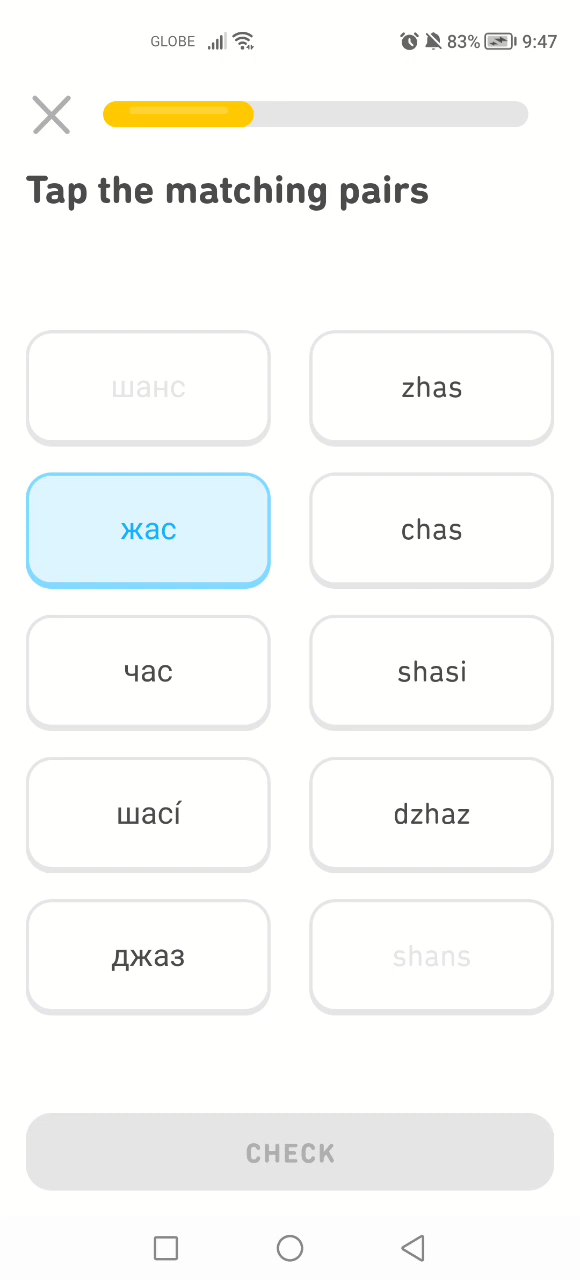 GLOBE 83% 9:47
Tap the matching pairs
шанс zhas
жас chas
час shasi
шасі́ dzhaz
джаз shans
CHECK